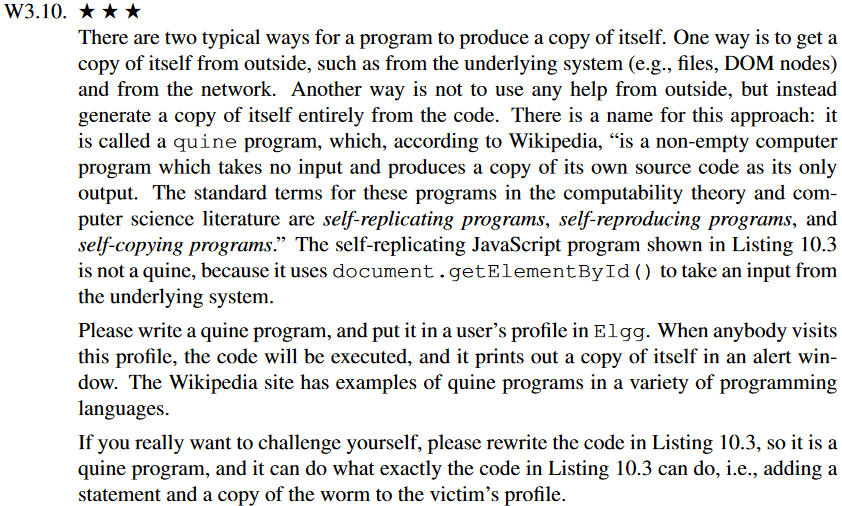 W3.10. ★ ★ ★
There are two typical ways for a program to produce a copy of itself. One way is to get a
copy of itself from outside, such as from the underlying system (e.g., files, DOM nodes)
and from the network. Another way is not to use any help from outside, but instead
generate a copy of itself entirely from the code. There is a name for this approach: it
is called a quine program, which, according to Wikipedia, “is a non-empty computer
program which takes no input and produces a copy of its own source code as its only
output. The standard terms for these programs in the computability theory and com-
puter science literature are self-replicating programs, self-reproducing programs, and
self-copying programs.” The self-replicating JavaScript program shown in Listing 10.3
is not a quine, because it uses document.getElementById() to take an input from
the underlying system.
Please write a quine program, and put it in a user’s profile in Elgg. When anybody visits
this profile, the code will be executed, and it prints out a copy of itself in an alert win-
dow. The Wikipedia site has examples of quine programs in a variety of programming
languages.
If you really want to challenge yourself, please rewrite the code in Listing 10.3, so it is a
quine program, and it can do what exactly the code in Listing 10.3 can do, i.e., adding a
statement and a copy of the worm to the victim’s profile.